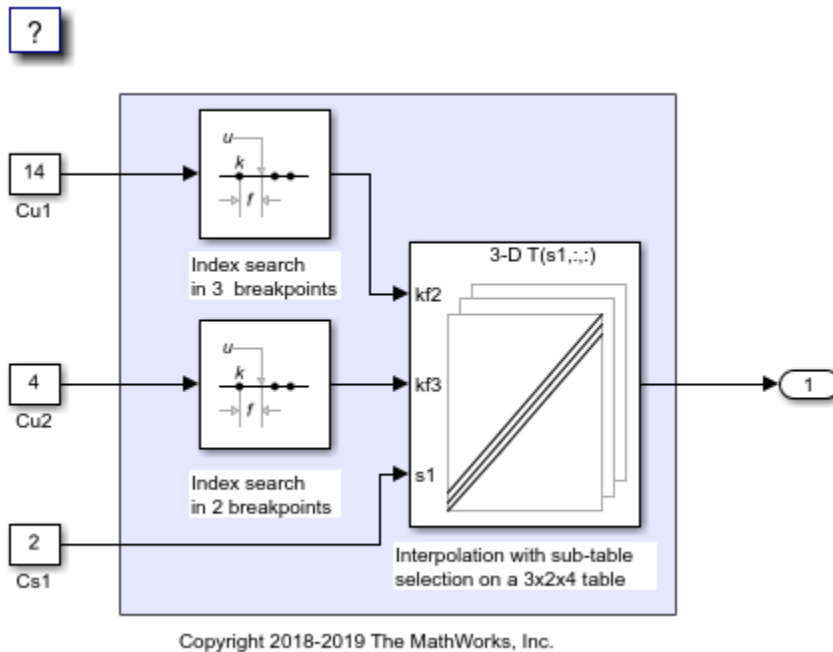 ?
14
Cu1
u
k
f
Index search
in 3 breakpoints
3-D T(s1,:,:)
kf2
4
Cu2
u
k
f
kf3
1
Index search
in 2 breakpoints
s1
2
Cs1
Interpolation with sub-table
selection on a 3x2x4 table
Copyright 2018-2019 The MathWorks, Inc.